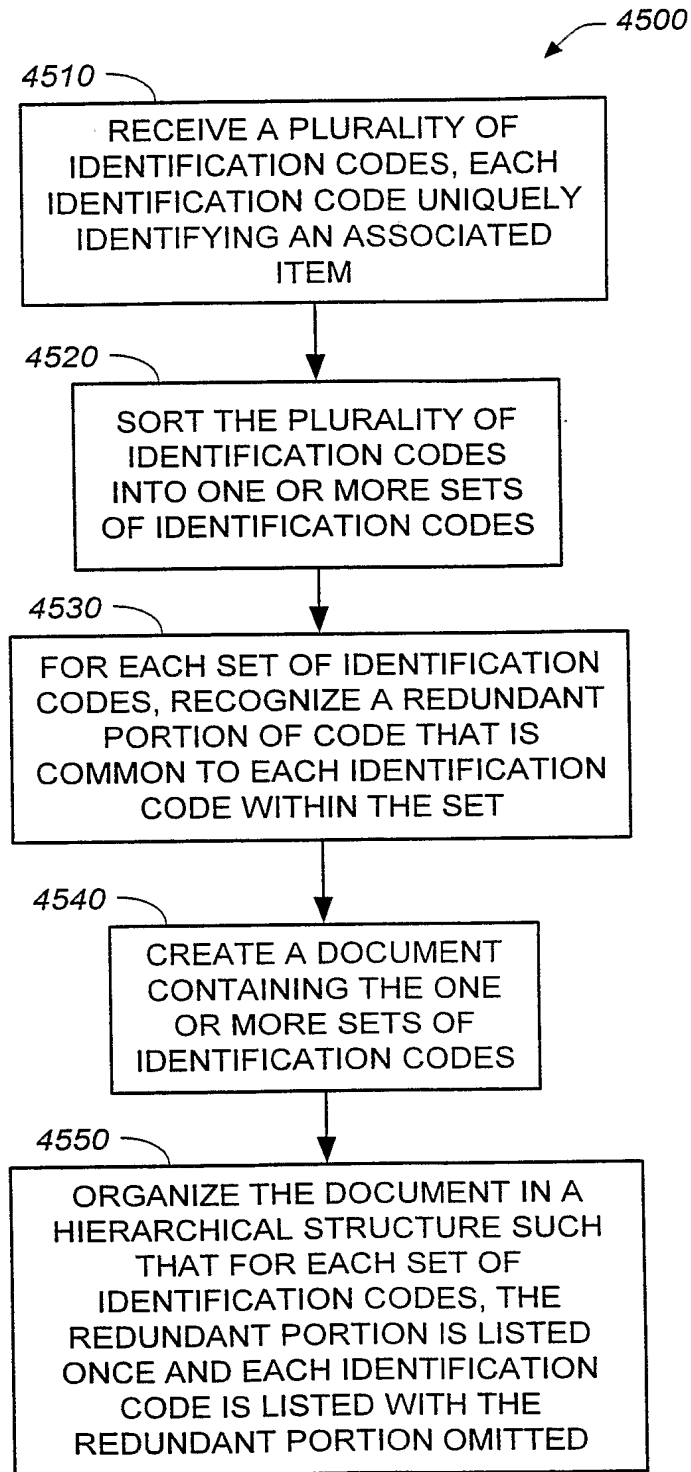 4500
4510
RECEIVE A PLURALITY OF
IDENTIFICATION CODES, EACH
IDENTIFICATION CODE UNIQUELY
IDENTIFYING AN ASSOCIATED
ITEM
4520
SORT THE PLURALITY OF
IDENTIFICATION CODES
INTO ONE OR MORE SETS
OF IDENTIFICATION CODES
4530
FOR EACH SET OF IDENTIFICATION
CODES, RECOGNIZE A REDUNDANT
PORTION OF CODE THAT IS
COMMON TO EACH IDENTIFICATION
CODE WITHIN THE SET
4540
CREATE A DOCUMENT
CONTAINING THE ONE
OR MORE SETS OF
IDENTIFICATION CODES
4550
ORGANIZE THE DOCUMENT IN A
HIERARCHICAL STRUCTURE SUCH
THAT FOR EACH SET OF
IDENTIFICATION CODES, THE
REDUNDANT PORTION IS LISTED
ONCE AND EACH IDENTIFICATION
CODE IS LISTED WITH THE
REDUNDANT PORTION OMITTED